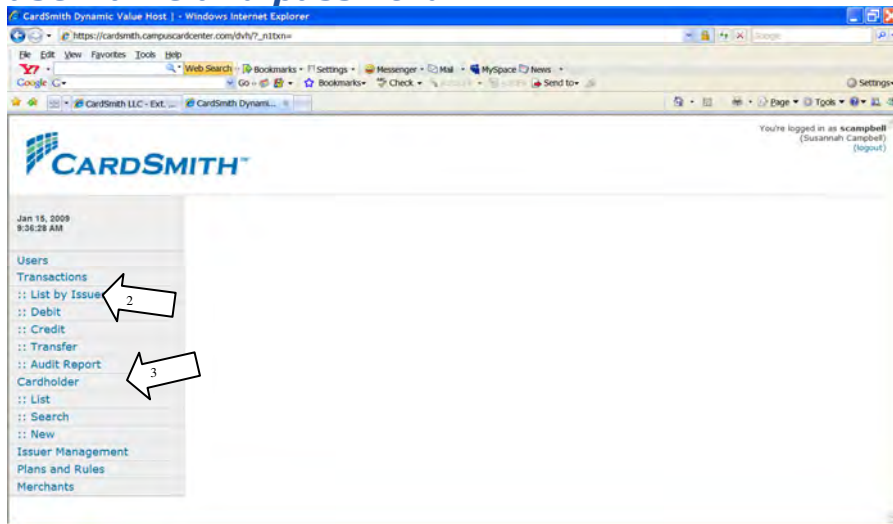 CardSmith Dynamic Value Host | - Windows Internet Explorer
https://cardsmith.campuscardcenter.com/dvh/?_n1txn=
File Edit View Favorites Tools Help
Web Search Bookmarks Settings Messenger Mail MySpace News
Google G Go Bookmarks Check Send to Settings
CardSmith LLC - Ext. ... CardSmith Dynami... Page Tools
You're logged in as scampbell
(Susannah Campbell)
(logout)
CARDSMITH™
Jan 15, 2009
9:36:28 AM
Users
Transactions
:: List by Issue
2
:: Debit
:: Credit
:: Transfer
:: Audit Report
3
Cardholder
:: List
:: Search
:: New
Issuer Management
Plans and Rules
Merchants